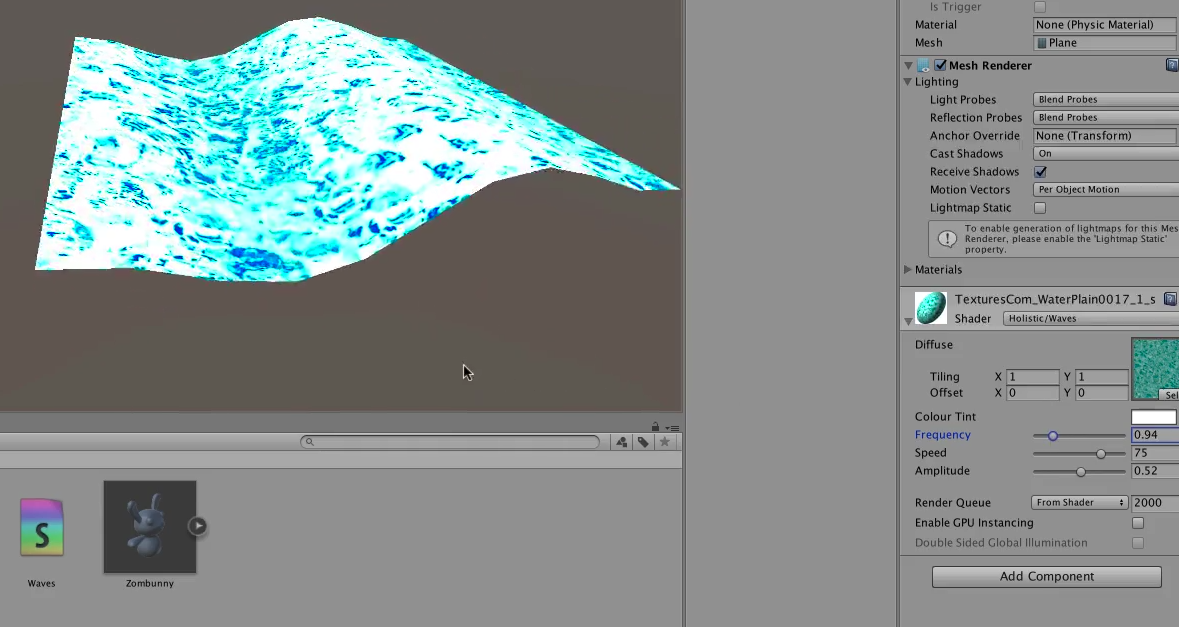 Is Trigger
Material None (Physic Material)
Mesh Plane
Mesh Renderer
Lighting
Light Probes Blend Probes
Reflection Probes Blend Probes
Anchor Override None (Transform)
Cast Shadows On
Receive Shadows
Motion Vectors Per Object Motion
Lightmap Static
To enable generation of lightmaps for this Mes
Renderer, please enable the 'Lightmap Static'
property.
Materials
TexturesCom_WaterPlain0017_1_s
Shader Holistic/Waves
Diffuse
Tiling X 1 Y 1
Offset X 0 Y 0
Sel
Colour Tint
Frequency 0.94
Speed 75
Amplitude 0.52
Render Queue From Shader 2000
Enable GPU Instancing
Double Sided Global Illumination
Add Component
S
Waves
Zombunny